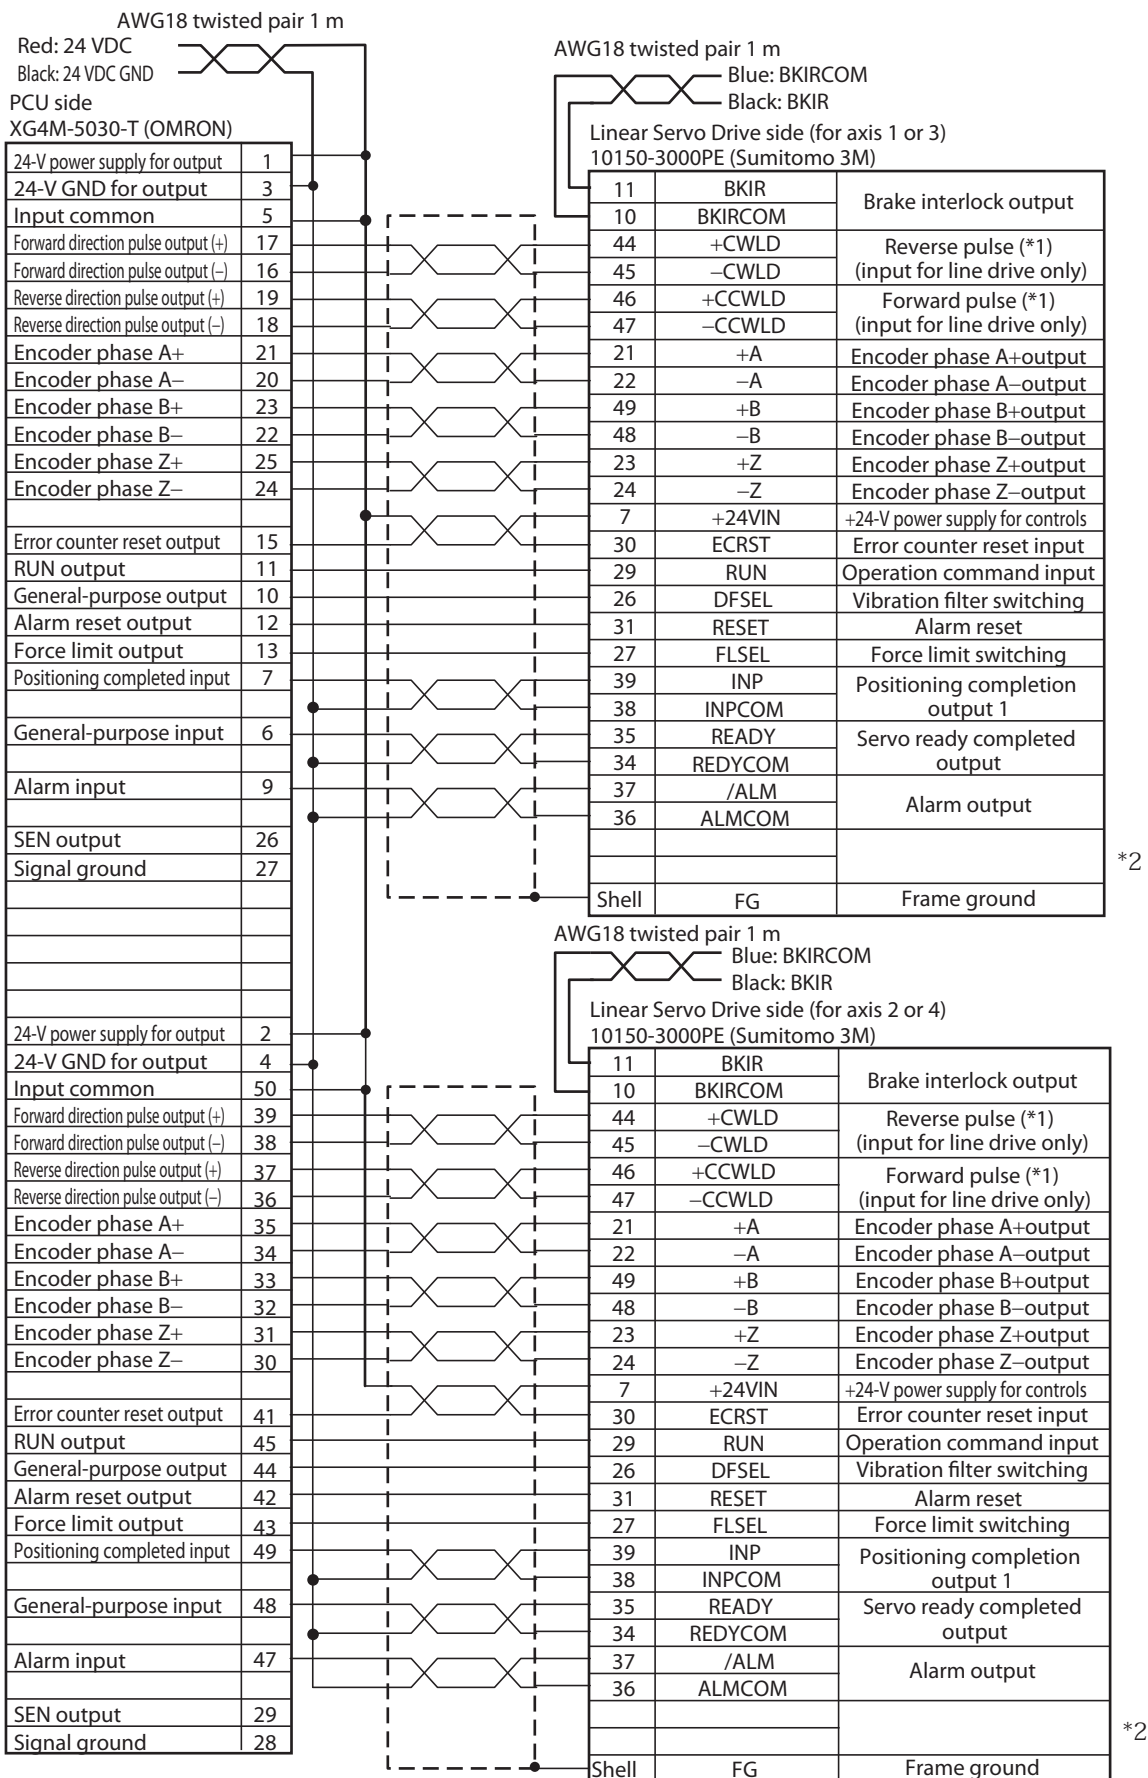 AWG18 twisted pair 1 m
Red: 24 VDC
Black: 24 VDC GND
PCU side
XG4M-5030-T (OMRON)
24-V power supply for output 1
24-V GND for output 3
Input common 5
Forward direction pulse output (+) 17
Forward direction pulse output (−) 16
Reverse direction pulse output (+) 19
Reverse direction pulse output (−) 18
Encoder phase A+ 21
Encoder phase A− 20
Encoder phase B+ 23
Encoder phase B− 22
Encoder phase Z+ 25
Encoder phase Z− 24
Error counter reset output 15
RUN output 11
General-purpose output 10
Alarm reset output 12
Force limit output 13
Positioning completed input 7
General-purpose input 6
Alarm input 9
SEN output 26
Signal ground 27
24-V power supply for output 2
24-V GND for output 4
Input common 50
Forward direction pulse output (+) 39
Forward direction pulse output (−) 38
Reverse direction pulse output (+) 37
Reverse direction pulse output (−) 36
Encoder phase A+ 35
Encoder phase A− 34
Encoder phase B+ 33
Encoder phase B− 32
Encoder phase Z+ 31
Encoder phase Z− 30
Error counter reset output 41
RUN output 45
General-purpose output 44
Alarm reset output 42
Force limit output 43
Positioning completed input 49
General-purpose input 48
Alarm input 47
SEN output 29
Signal ground 28
AWG18 twisted pair 1 m
Blue: BKIRCOM
Black: BKIR
Linear Servo Drive side (for axis 1 or 3)
10150-3000PE (Sumitomo 3M)
11 BKIR Brake interlock output
10 BKIRCOM
44 +CWLD Reverse pulse (*1)
45 −CWLD (input for line drive only)
46 +CCWLD Forward pulse (*1)
47 −CCWLD (input for line drive only)
21 +A Encoder phase A+output
22 −A Encoder phase A−output
49 +B Encoder phase B+output
48 −B Encoder phase B−output
23 +Z Encoder phase Z+output
24 −Z Encoder phase Z−output
7 +24VIN +24-V power supply for controls
30 ECRST Error counter reset input
29 RUN Operation command input
26 DFSEL Vibration filter switching
31 RESET Alarm reset
27 FLSEL Force limit switching
39 INP Positioning completion
38 INPCOM output 1
35 READY Servo ready completed
34 REDYCOM output
37 /ALM Alarm output
36 ALMCOM
*2
Shell FG Frame ground
AWG18 twisted pair 1 m
Blue: BKIRCOM
Black: BKIR
Linear Servo Drive side (for axis 2 or 4)
10150-3000PE (Sumitomo 3M)
11 BKIR Brake interlock output
10 BKIRCOM
44 +CWLD Reverse pulse (*1)
45 −CWLD (input for line drive only)
46 +CCWLD Forward pulse (*1)
47 −CCWLD (input for line drive only)
21 +A Encoder phase A+output
22 −A Encoder phase A−output
49 +B Encoder phase B+output
48 −B Encoder phase B−output
23 +Z Encoder phase Z+output
24 −Z Encoder phase Z−output
7 +24VIN +24-V power supply for controls
30 ECRST Error counter reset input
29 RUN Operation command input
26 DFSEL Vibration filter switching
31 RESET Alarm reset
27 FLSEL Force limit switching
39 INP Positioning completion
38 INPCOM output 1
35 READY Servo ready completed
34 REDYCOM output
37 /ALM Alarm output
36 ALMCOM
*2
Shell FG Frame ground